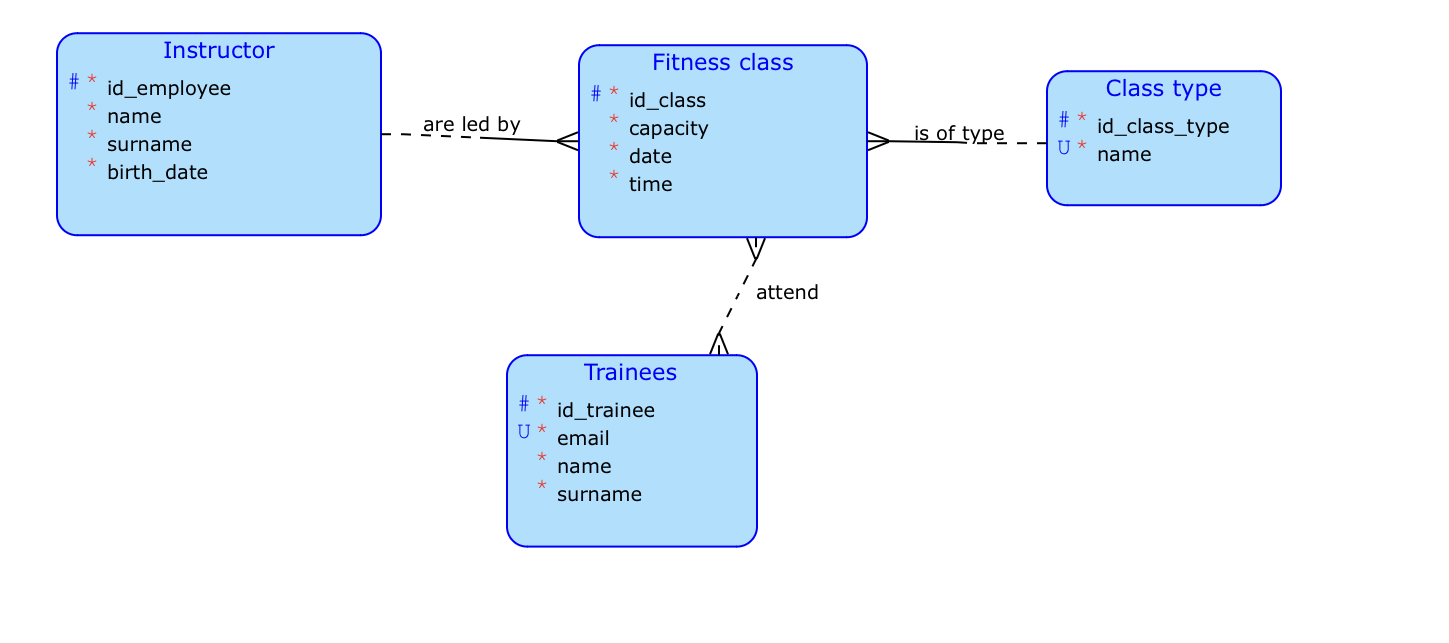 Instructor
# * id_employee
* name
* surname
* birth_date
are led by
Fitness class
# * id_class
* capacity
* date
* time
is of type
Class type
# * id_class_type
U * name
attend
Trainees
# * id_trainee
U * email
* name
* surname